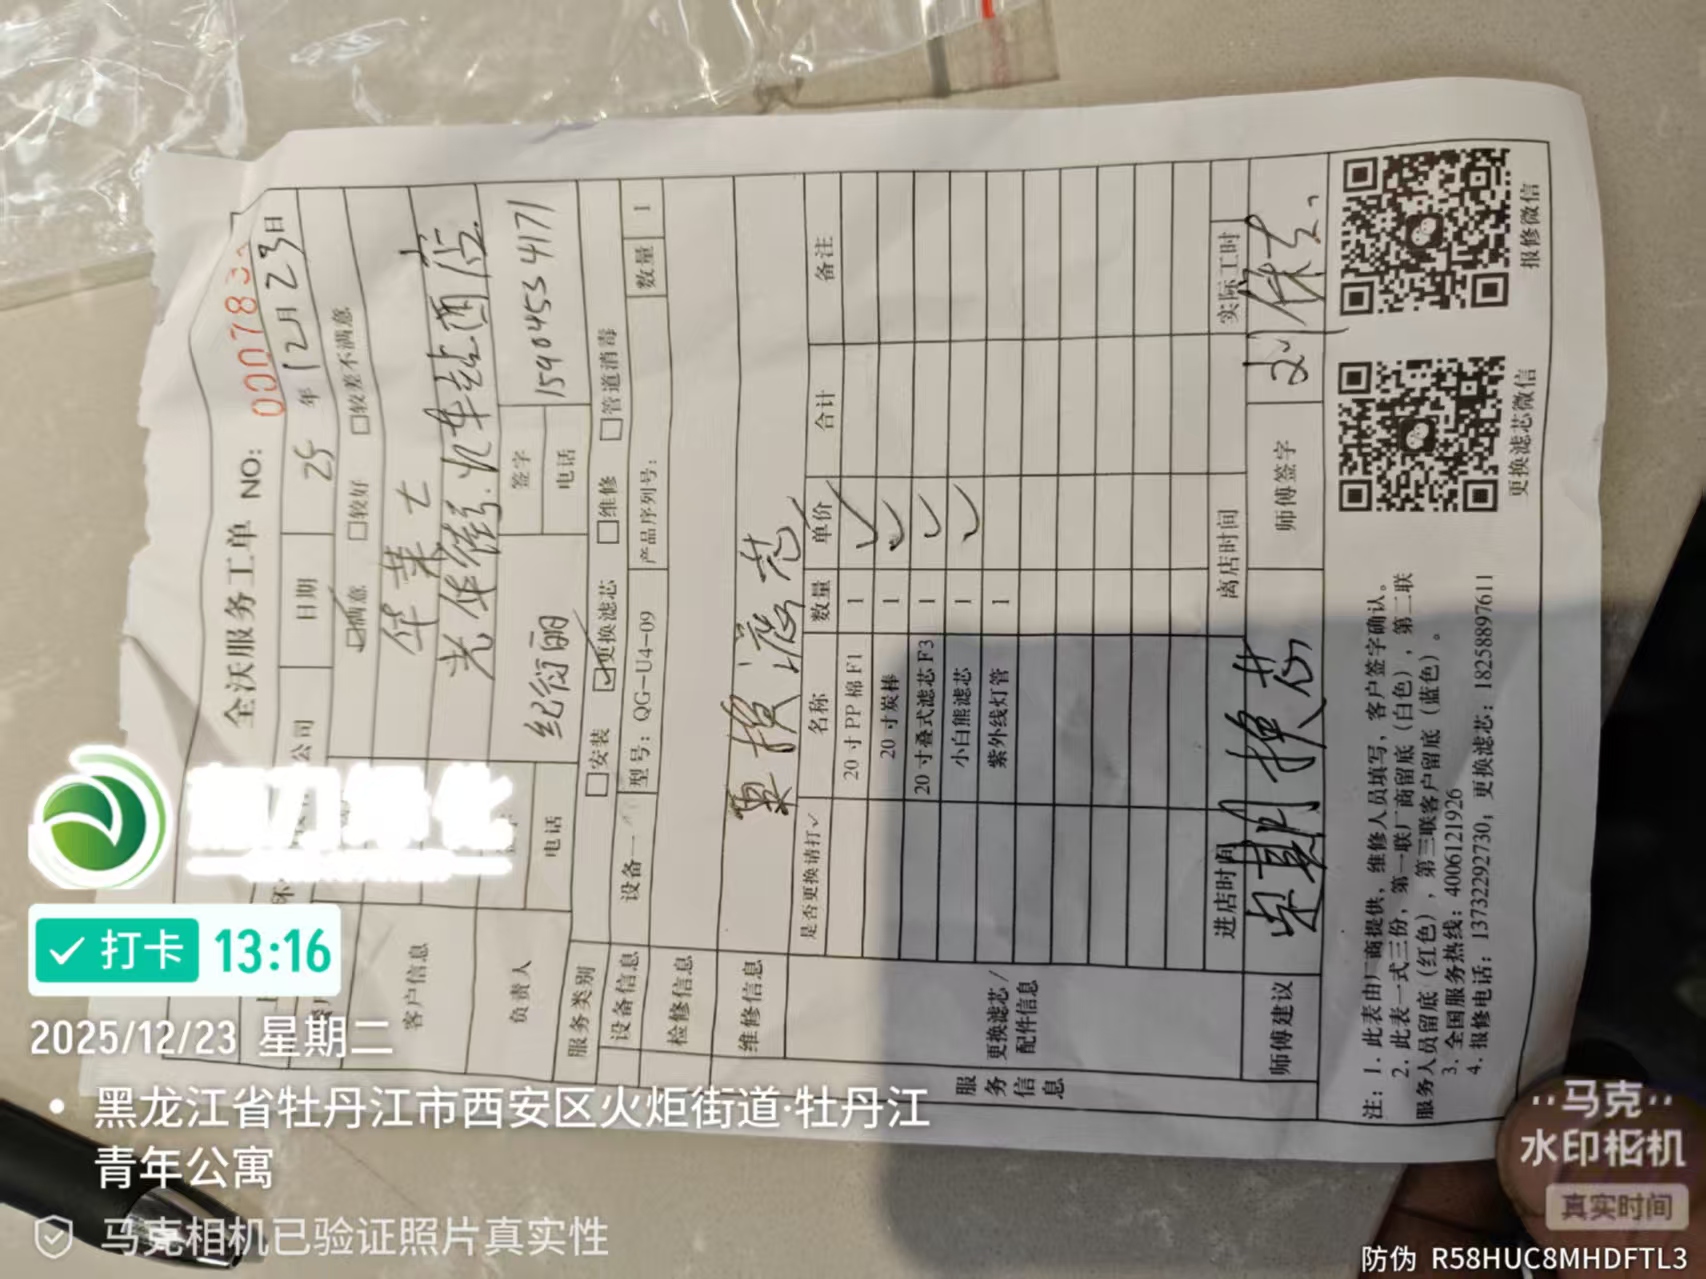 全沃服务工单 NO: 000783
公司 日期 25 年 12月 23日
☑满意 □较好 □较差不满意
客户信息 华莱士
光华街.火车站西店.
负责人 签字
电话 电话 15904534171
服务类别 □安装 ☑更换滤芯 □维修 □管道消毒
设备信息 设备一 型号: QG-U4-09 产品序列号: 数量 1
检修信息
维修信息 更换滤芯
服务信息
更换滤芯/配件信息
是否更换请打✓ 名称 数量 单价 合计 备注
20寸PP棉F1 1 ✓
20寸炭棒 1 ✓
20寸叠式滤芯F3 1 ✓
小白熊滤芯 1 ✓
紫外线灯管 1
进店时间 离店时间 实际工时
师傅建议 定期换芯 师傅签字
注: 1. 此表由厂商提供, 维修人员填写, 客户签字确认。
2. 此表一式三份, 第一联厂商留底(白色), 第二联
服务人员留底(红色), 第三联客户留底(蓝色)。
3. 全国服务热线: 4006121926
4. 报修电话: 13732292730; 更换滤芯: 18258897611
更换滤芯微信
报修微信
打卡 13:16
2025/12/23 星期二
黑龙江省牡丹江市西安区火炬街道·牡丹江
青年公寓
马克相机已验证照片真实性
马克
水印相机
真实时间
防伪 R58HUC8MHDFTL3